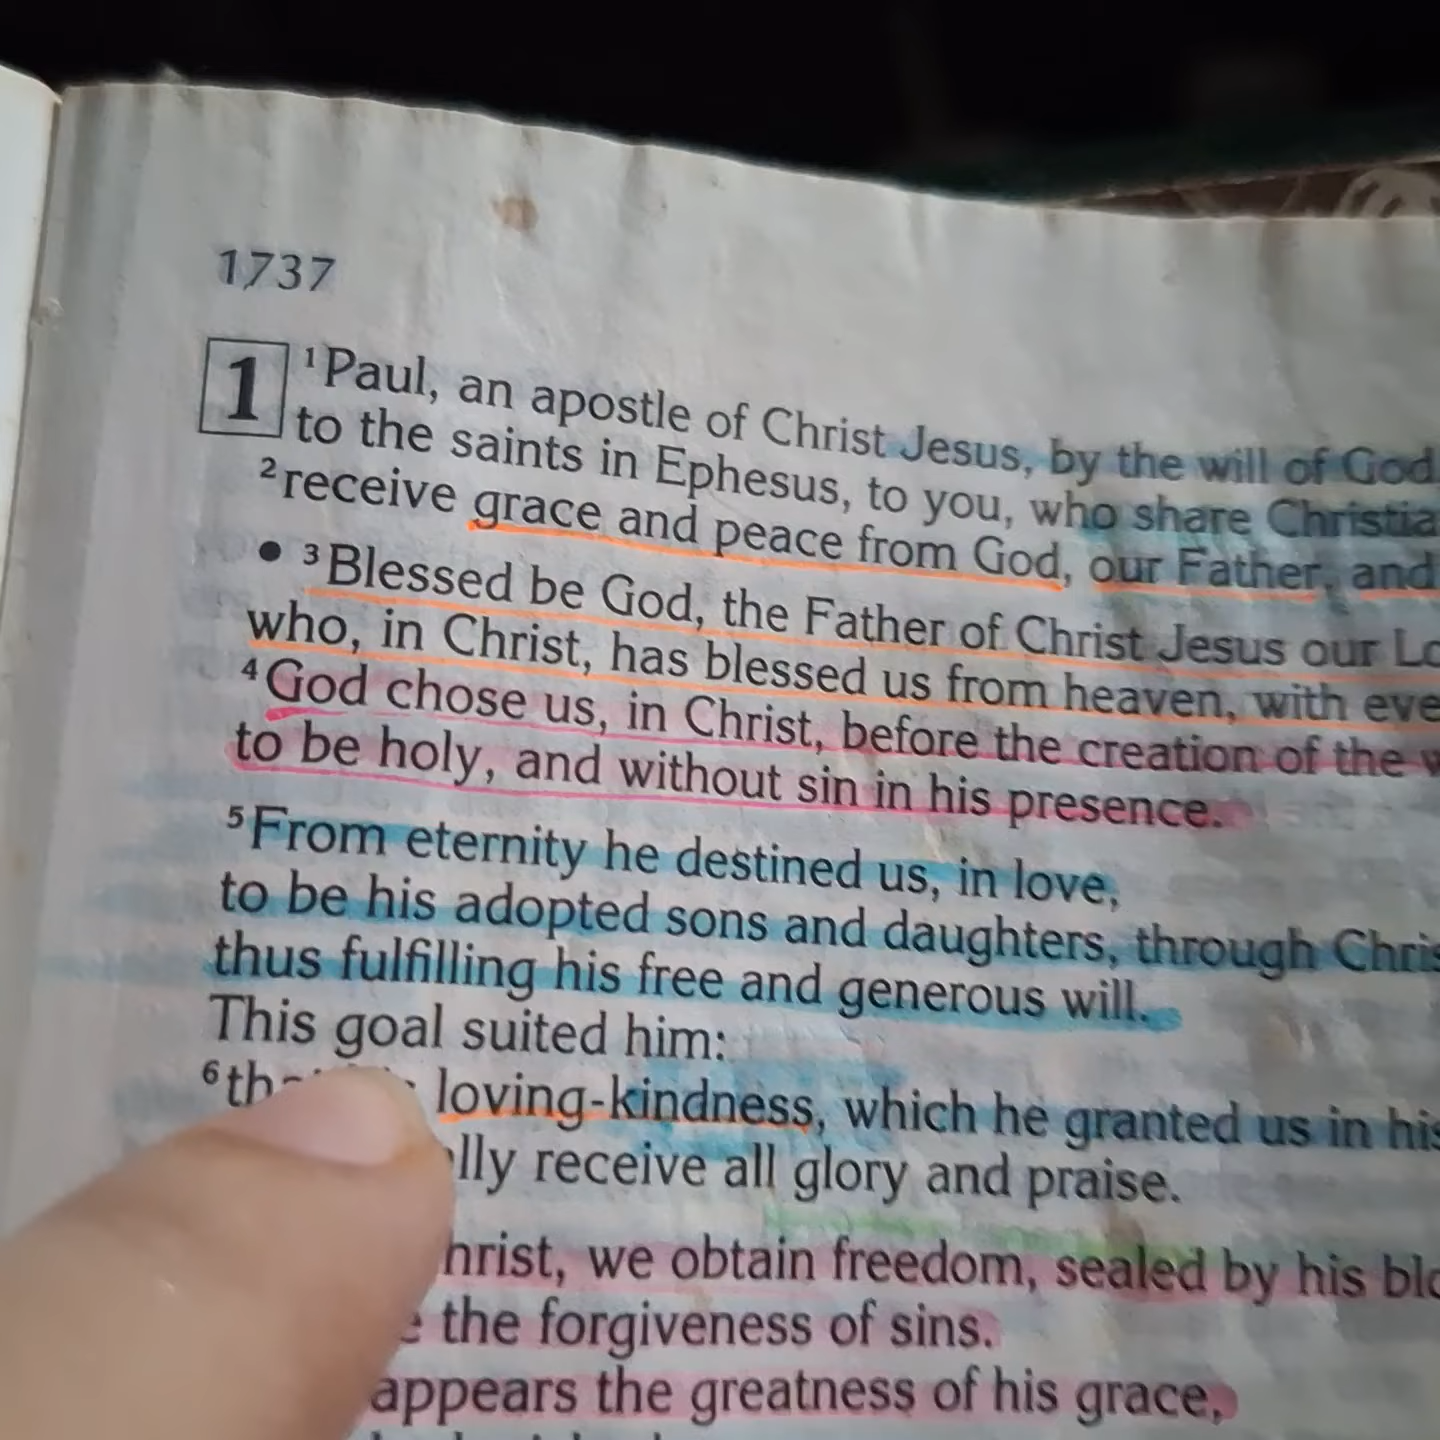 1737
1 ¹Paul, an apostle of Christ Jesus, by the will of God,
to the saints in Ephesus, to you, who share
²receive grace and peace from God, our Father, and
• ³Blessed be God, the Father of Christ Jesus our
who, in Christ, has blessed us from heaven, with
⁴God chose us, in Christ, before the creation of the
to be holy, and without sin in his presence.
⁵From eternity he destined us, in love,
to be his adopted sons and daughters, through
thus fulfilling his free and generous will.
This goal suited him:
⁶ loving-kindness, which he granted us in
receive all glory and praise.
we obtain freedom, sealed by his
the forgiveness of sins.
appears the greatness of his grace,